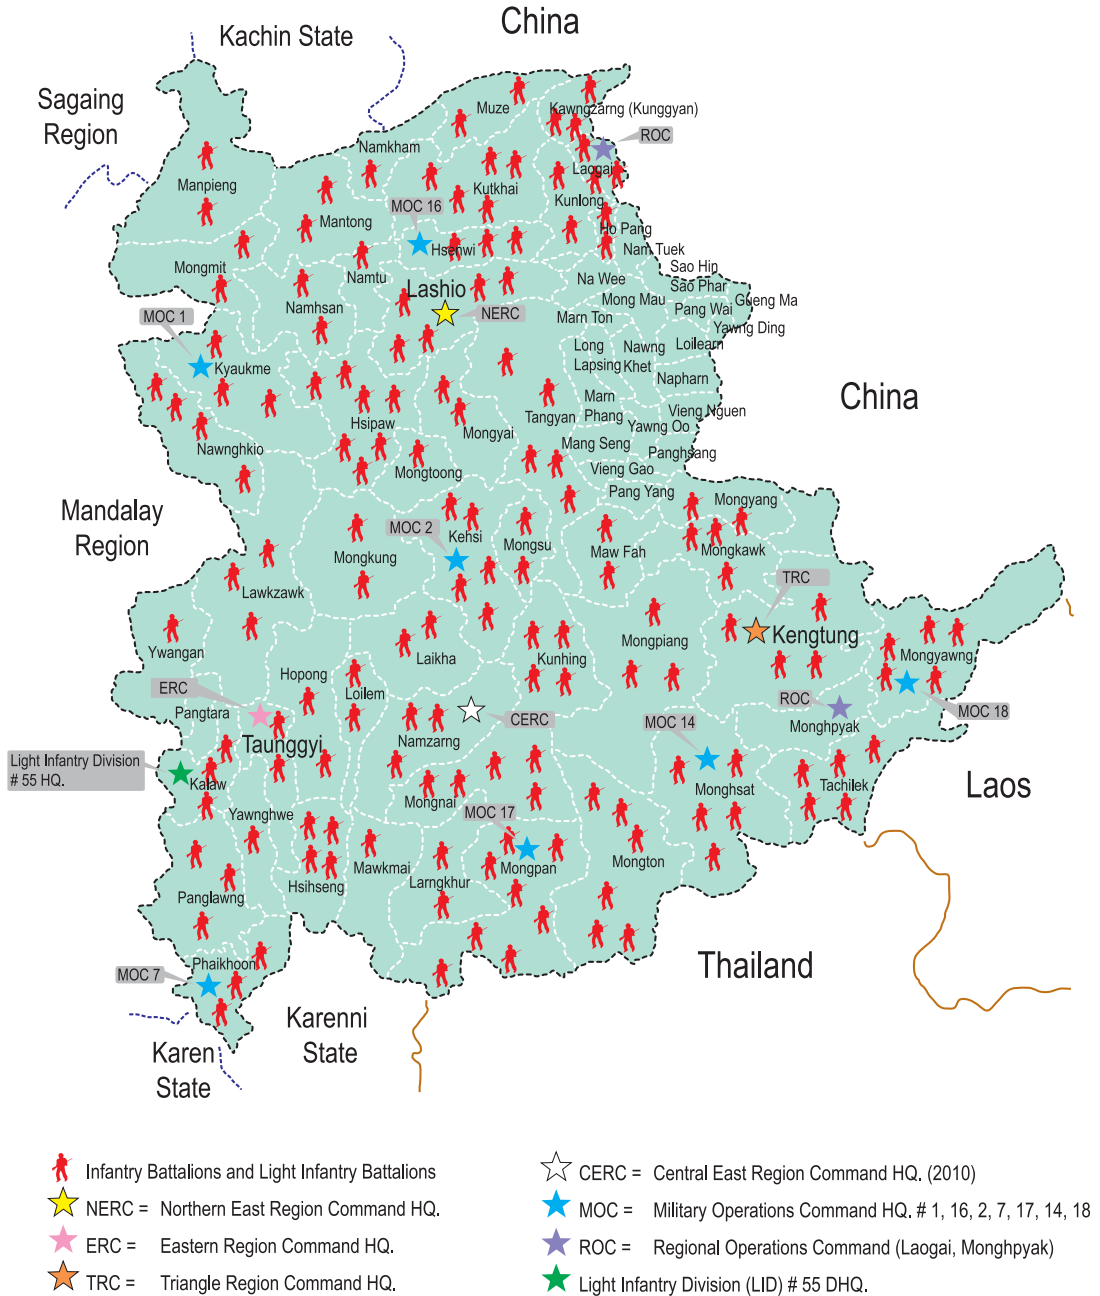 China
Kachin State
Sagaing
Region
Muze
Kawngzarng (Kunggyan)
ROC
Namkham
Laogai
Manpieng
Kutkhai
Kunlong
MOC 16
Mantong
Ho Pang
Hsenwi
Nam Tuek
Mongmit
Namtu
Sao Hin
Na Wee
Sao Phar
Lashio
Namhsan
Mong Mau
Gueng Ma
Pang Wai
MOC 1
NERC
Marn Ton
Yawng Ding
Long
Lapsing
Nawng
Khet
Loilearn
Kyaukme
Napharn
China
Marn
Phang
Vieng Nguen
Hsipaw
Tangyan
Yawng Oo
Mongyai
Nawnghkio
Mang Seng
Panghsang
Mongtoong
Vieng Gao
Pang Yang
Mongyang
Mandalay
Region
MOC 2
Kehsi
Mongsu
Mongkung
Maw Fah
Mongkawk
TRC
Lawkzawk
Kengtung
Mongpiang
Ywangan
Laikha
Kunhing
Mongyawng
Hopong
ERC
Loilem
ROC
Pangtara
CERC
MOC 14
MOC 18
Monghpyak
Namzarng
Taunggyi
Light Infantry Division
# 55 HQ.
Kalaw
Monghsat
Tachilek
Laos
Mongnai
Yawnghwe
MOC 17
Mawkmai
Mongpan
Mongton
Larngkhur
Hsihseng
Panglawng
Phaikhoon
Thailand
MOC 7
Karenni
State
Karen
State
Infantry Battalions and Light Infantry Battalions
NERC = Northern East Region Command HQ.
ERC = Eastern Region Command HQ.
TRC = Triangle Region Command HQ.
CERC = Central East Region Command HQ. (2010)
MOC = Military Operations Command HQ. # 1, 16, 2, 7, 17, 14, 18
ROC = Regional Operations Command (Laogai, Monghpyak)
Light Infantry Division (LID) # 55 DHQ.